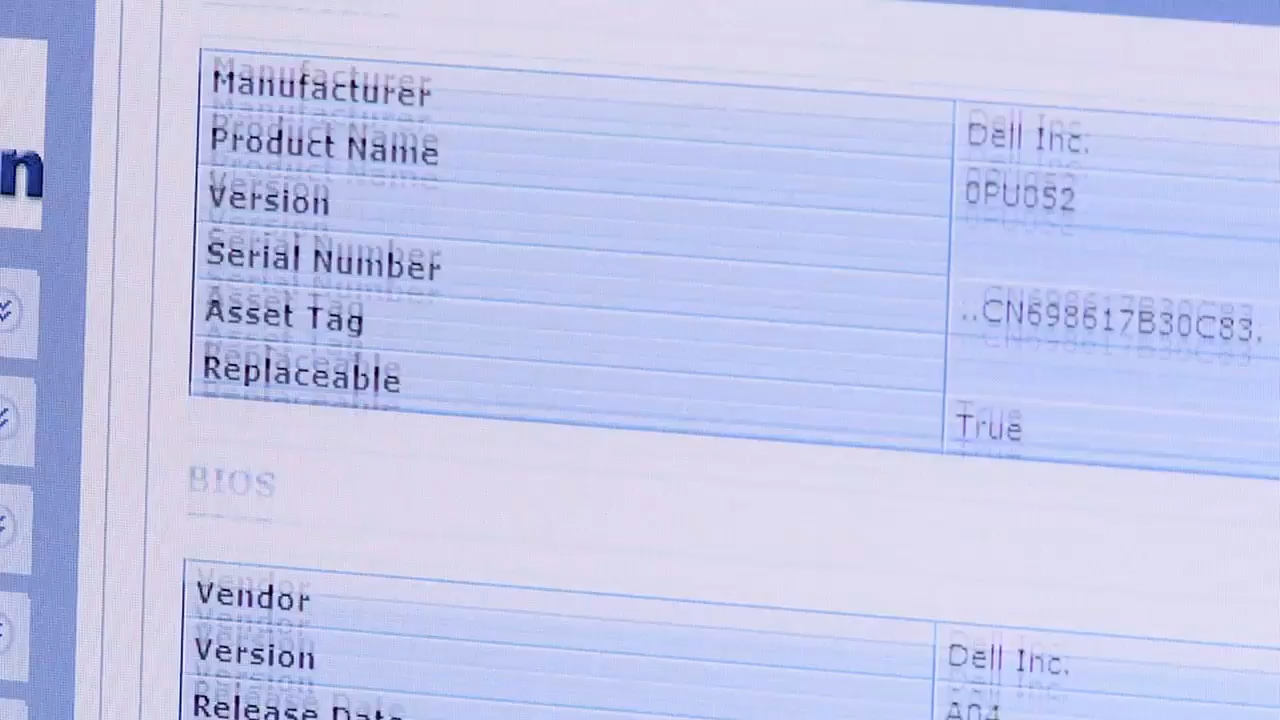 n
Manufacturer Dell Inc.
Product Name 0PU052
Version
Serial Number ..CN698617B30C83.
Asset Tag
Replaceable True
BIOS
Vendor Dell Inc.
Version A04
Release Date